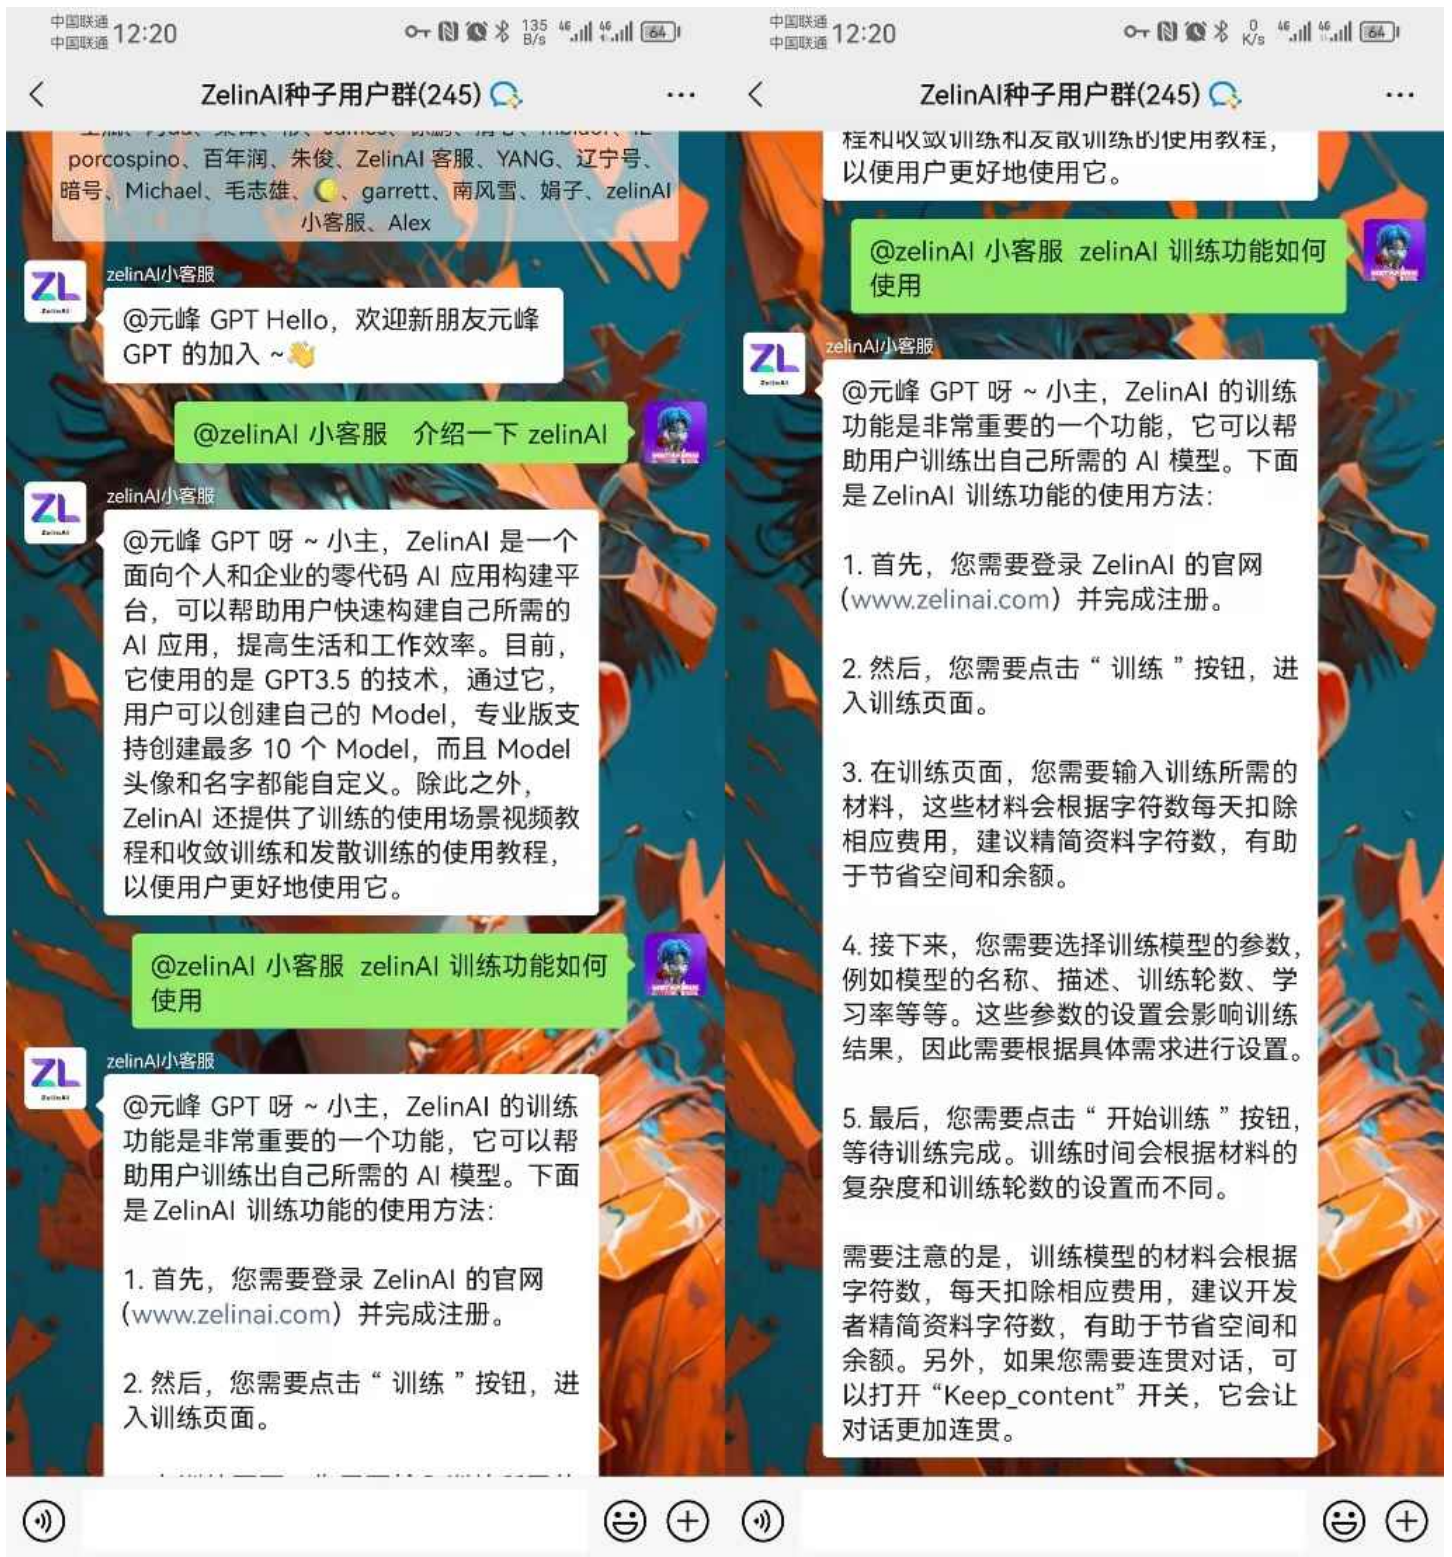 中国联通
中国联通 12:20
135
B/s
64
ZelinAI种子用户群(245)
porcospino、百年润、朱俊、ZelinAI 客服、YANG、辽宁号、
暗号、Michael、毛志雄、🌜、garrett、南风雪、娟子、zelinAI
小客服、Alex
zelinAI小客服
@元峰 GPT Hello，欢迎新朋友元峰
GPT 的加入 ~👋
@zelinAI 小客服 介绍一下 zelinAI
zelinAI小客服
@元峰 GPT 呀 ~ 小主，ZelinAI 是一个
面向个人和企业的零代码 AI 应用构建平
台，可以帮助用户快速构建自己所需的
AI 应用，提高生活和工作效率。目前，
它使用的是 GPT3.5 的技术，通过它，
用户可以创建自己的 Model，专业版支
持创建最多 10 个 Model，而且 Model
头像和名字都能自定义。除此之外，
ZelinAI 还提供了训练的使用场景视频教
程和收敛训练和发散训练的使用教程，
以便用户更好地使用它。
@zelinAI 小客服 zelinAI 训练功能如何
使用
zelinAI小客服
@元峰 GPT 呀 ~ 小主，ZelinAI 的训练
功能是非常重要的一个功能，它可以帮
助用户训练出自己所需的 AI 模型。下面
是ZelinAI 训练功能的使用方法：
1. 首先，您需要登录 ZelinAI 的官网
（www.zelinai.com）并完成注册。
2. 然后，您需要点击 “ 训练 ” 按钮，进
入训练页面。
中国联通
中国联通 12:20
0
K/s
64
ZelinAI种子用户群(245)
程和收敛训练和发散训练的使用教程，
以便用户更好地使用它。
@zelinAI 小客服 zelinAI 训练功能如何
使用
zelinAI小客服
@元峰 GPT 呀 ~ 小主，ZelinAI 的训练
功能是非常重要的一个功能，它可以帮
助用户训练出自己所需的 AI 模型。下面
是ZelinAI 训练功能的使用方法：
1. 首先，您需要登录 ZelinAI 的官网
（www.zelinai.com）并完成注册。
2. 然后，您需要点击 “ 训练 ” 按钮，进
入训练页面。
3. 在训练页面，您需要输入训练所需的
材料，这些材料会根据字符数每天扣除
相应费用，建议精简资料字符数，有助
于节省空间和余额。
4. 接下来，您需要选择训练模型的参数，
例如模型的名称、描述、训练轮数、学
习率等等。这些参数的设置会影响训练
结果，因此需要根据具体需求进行设置。
5. 最后，您需要点击 “ 开始训练 ” 按钮，
等待训练完成。训练时间会根据材料的
复杂度和训练轮数的设置而不同。
需要注意的是，训练模型的材料会根据
字符数，每天扣除相应费用，建议开发
者精简资料字符数，有助于节省空间和
余额。另外，如果您需要连贯对话，可
以打开 “Keep_content” 开关，它会让
对话更加连贯。